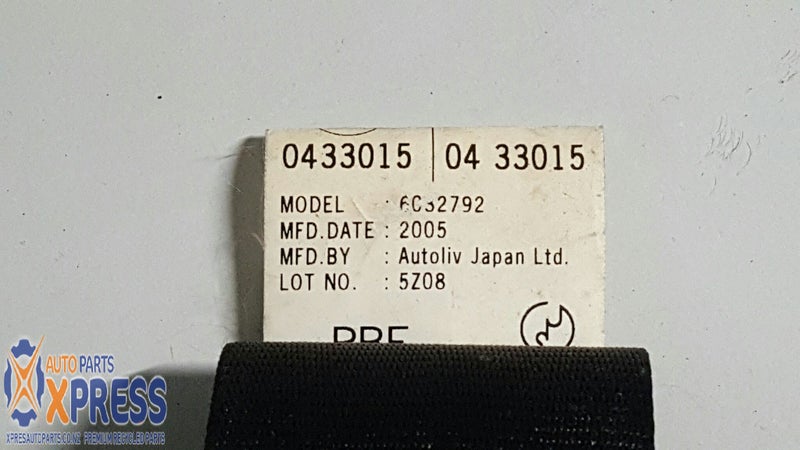 0433015 | 04 33015
MODEL : 6C32792
MFD.DATE : 2005
MFD.BY : Autoliv Japan Ltd.
LOT NO. : 5Z08
AUTO PARTS
XPRESS
XPRESAUTOPARTS.CO.NZ PREMIUM RECYCLED PARTS